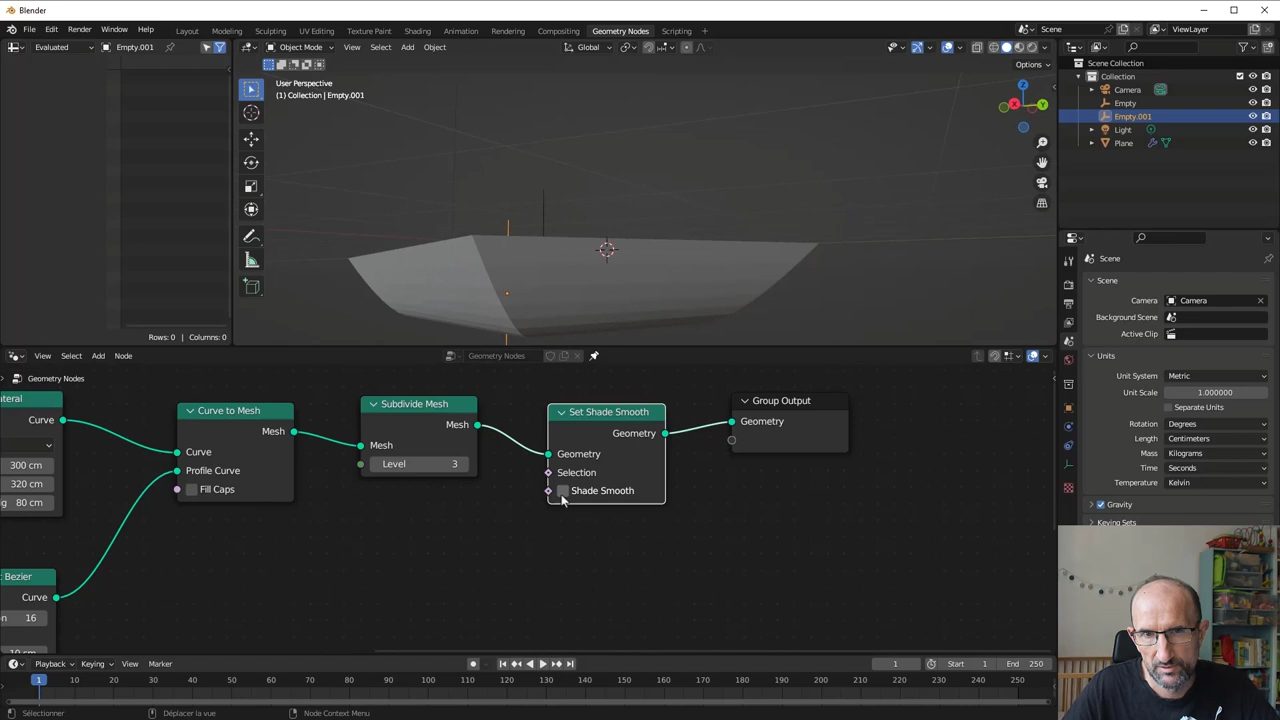 Blender
File Edit Render Window Help Layout Modeling Sculpting UV Editing Texture Paint Shading Animation Rendering Compositing Geometry Nodes Scripting Scene ViewLayer
Evaluated Empty.001 Object Mode View Select Add Object Global
Options
User Perspective
(1) Collection | Empty.001
X
Y
Z
Rows: 0 | Columns: 0
Scene Collection
Collection
Camera
Empty
Empty.001
Light
Plane
View Select Add Node Geometry Nodes
Geometry Nodes
Curve
300 cm
320 cm
80 cm
Curve to Mesh
Mesh
Curve
Profile Curve
Fill Caps
Subdivide Mesh
Mesh
Mesh
Level 3
Set Shade Smooth
Geometry
Geometry
Selection
Shade Smooth
Group Output
Geometry
Bezier
Curve
16
10 cm
Scene
Scene
Camera Camera
Background Scene
Active Clip
Units
Unit System Metric
Unit Scale 1.000000
Separate Units
Rotation Degrees
Length Centimeters
Mass Kilograms
Time Seconds
Temperature Kelvin
Gravity
Keying Sets
Playback Keying View Marker 1 Start 1 End 250
1 10 20 30 40 50 60 70 80 90 100 110 120 130 140 150 160 170 180 190 200 210 220 230 240 250
Sélectionner Déplacer la vue Node Context Menu